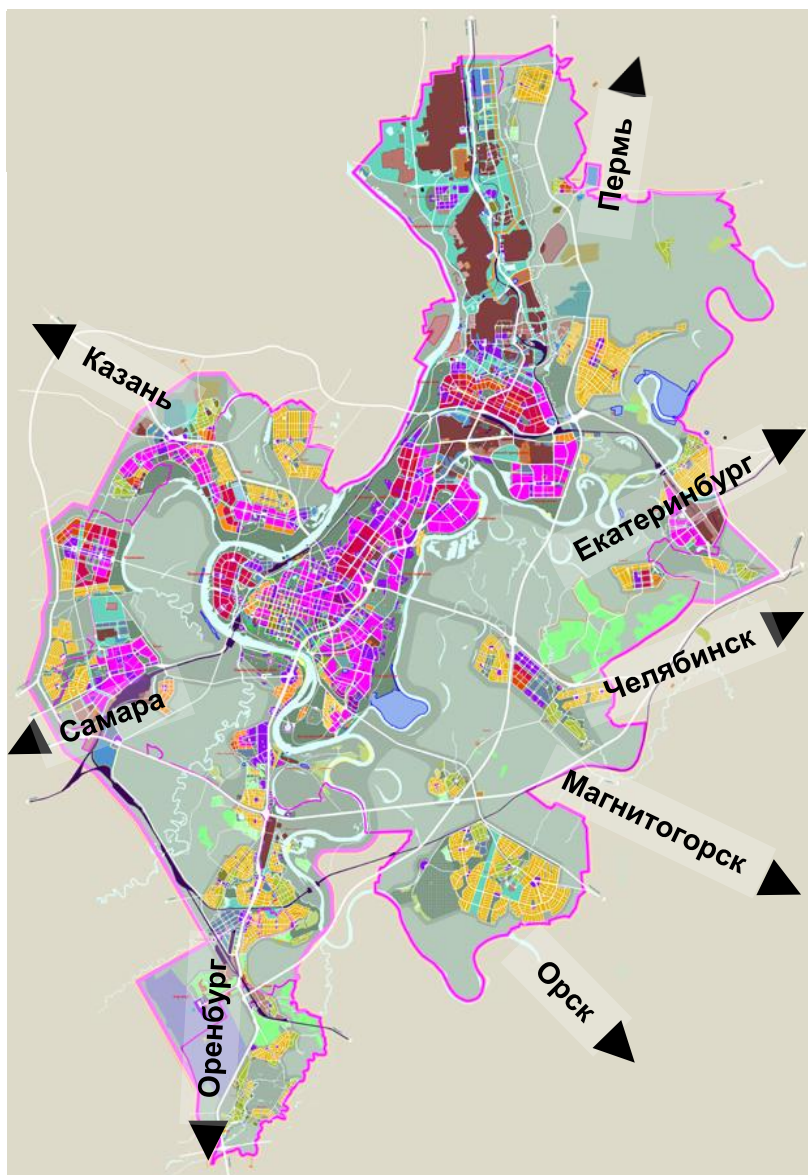 Пермь
Казань
Екатеринбург
Челябинск
Самара
Магнитогорск
Оренбург
Орск